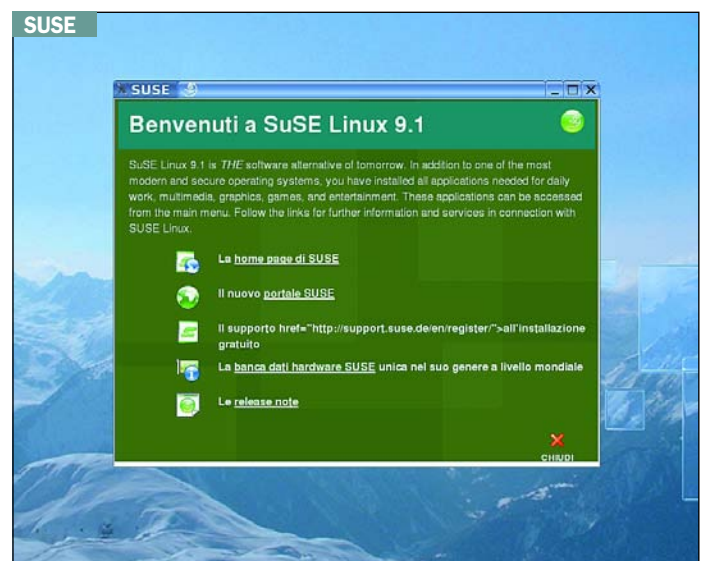 SUSE
SUSE
Benvenuti a SuSE Linux 9.1
SuSE Linux 9.1 is THE software alternative of tomorrow. In addition to one of the most
modern and secure operating systems, you have installed all applications needed for daily
work, multimedia, graphics, games, and entertainment. These applications can be accessed
from the main menu. Follow the links for further information and services in connection with
SUSE Linux.
La home page di SUSE
Il nuovo portale SUSE
Il supporto href="http://support.suse.de/en/register/">all'installazione
gratuito
La banca dati hardware SUSE unica nel suo genere a livello mondiale
Le release note
CHIUDI